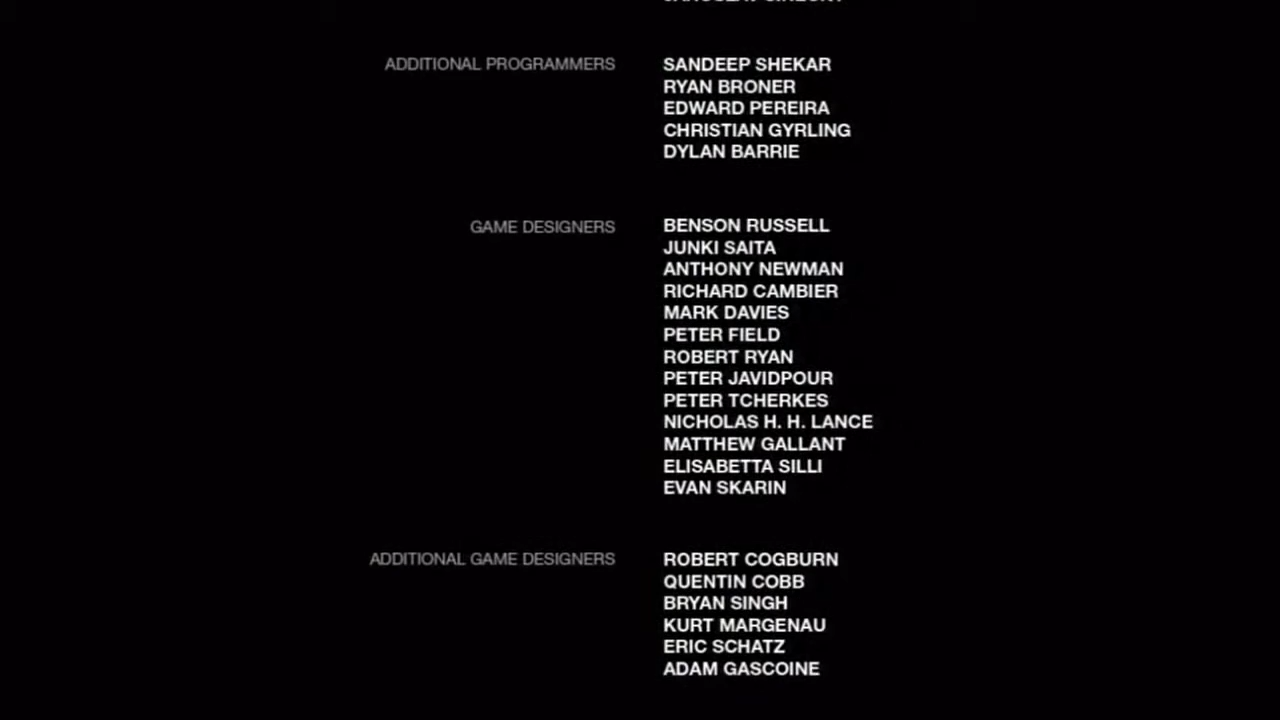 ADDITIONAL PROGRAMMERS SANDEEP SHEKAR
RYAN BRONER
EDWARD PEREIRA
CHRISTIAN GYRLING
DYLAN BARRIE
GAME DESIGNERS BENSON RUSSELL
JUNKI SAITA
ANTHONY NEWMAN
RICHARD CAMBIER
MARK DAVIES
PETER FIELD
ROBERT RYAN
PETER JAVIDPOUR
PETER TCHERKES
NICHOLAS H. H. LANCE
MATTHEW GALLANT
ELISABETTA SILLI
EVAN SKARIN
ADDITIONAL GAME DESIGNERS ROBERT COGBURN
QUENTIN COBB
BRYAN SINGH
KURT MARGENAU
ERIC SCHATZ
ADAM GASCOINE